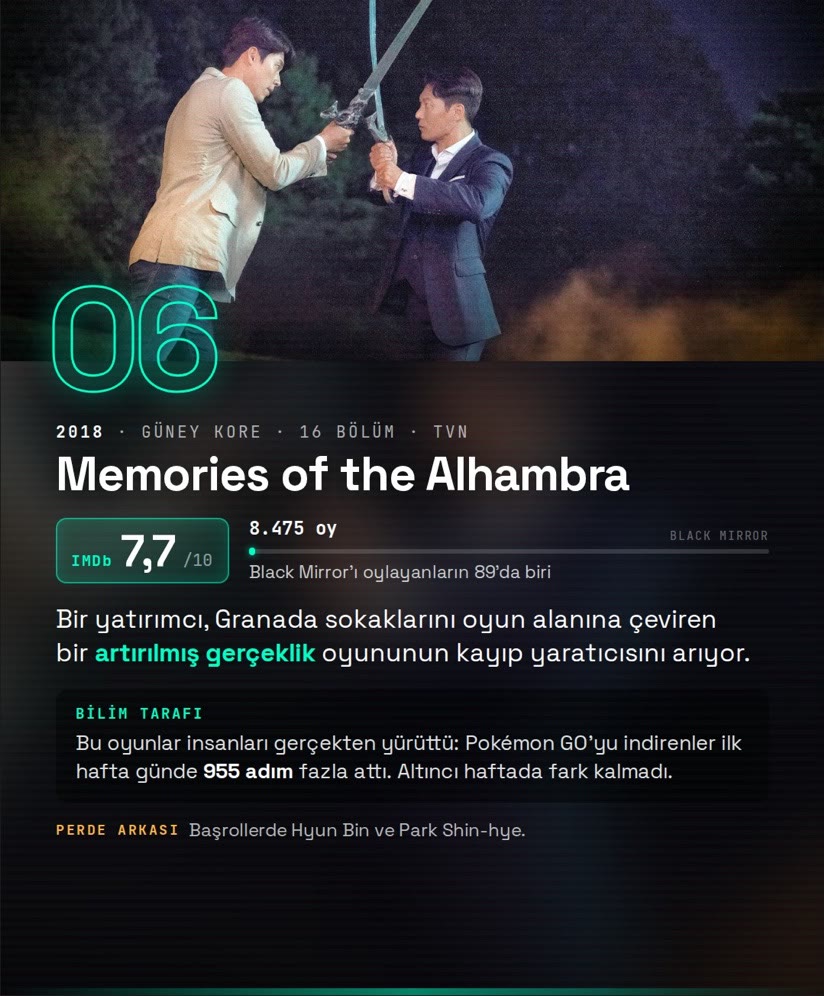 06
2018 · GÜNEY KORE · 16 BÖLÜM · TVN
Memories of the Alhambra
IMDb 7,7 /10
8.475 oy
BLACK MIRROR
Black Mirror’ı oylayanların 89’da biri
Bir yatırımcı, Granada sokaklarını oyun alanına çeviren
bir artırılmış gerçeklik oyununun kayıp yaratıcısını arıyor.
BİLİM TARAFI
Bu oyunlar insanları gerçekten yürüttü: Pokémon GO’yu indirenler ilk
hafta günde 955 adım fazla attı. Altıncı haftada fark kalmadı.
PERDE ARKASI Başrollerde Hyun Bin ve Park Shin-hye.